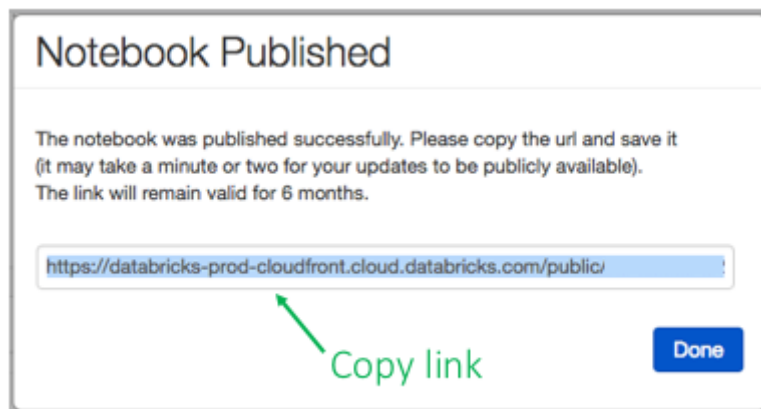 Notebook Published
The notebook was published successfully. Please copy the url and save it
(it may take a minute or two for your updates to be publicly available).
The link will remain valid for 6 months.
https://databricks-prod-cloudfront.cloud.databricks.com/public/
Copy link
Done